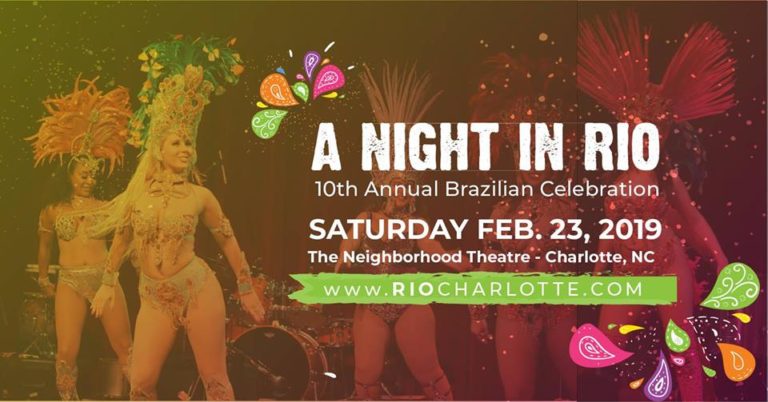 A NIGHT IN RIO
10th Annual Brazilian Celebration
SATURDAY FEB. 23, 2019
The Neighborhood Theatre - Charlotte, NC
www.RIOCHARLOTTE.COM